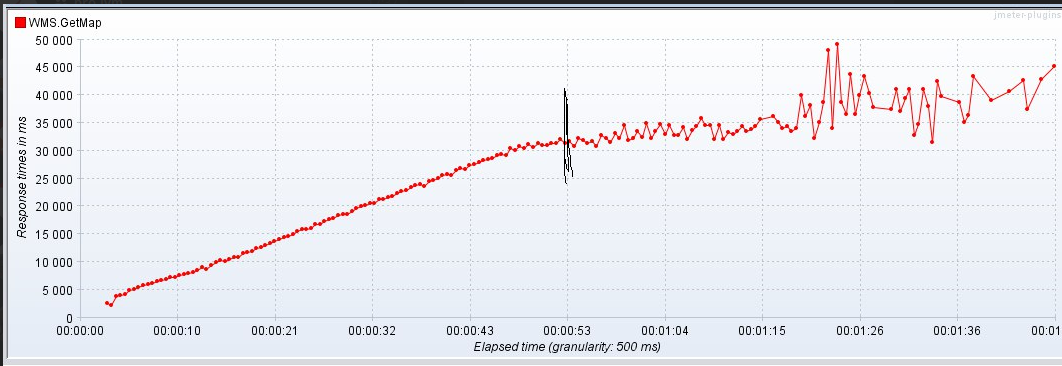 jmeter-plugins
WMS.GetMap
50 000
45 000
40 000
35 000
30 000
25 000
20 000
15 000
10 000
5 000
0
Response times in ms
00:00:00 00:00:10 00:00:21 00:00:32 00:00:43 00:00:53 00:01:04 00:01:15 00:01:26 00:01:36 00:01
Elapsed time (granularity: 500 ms)